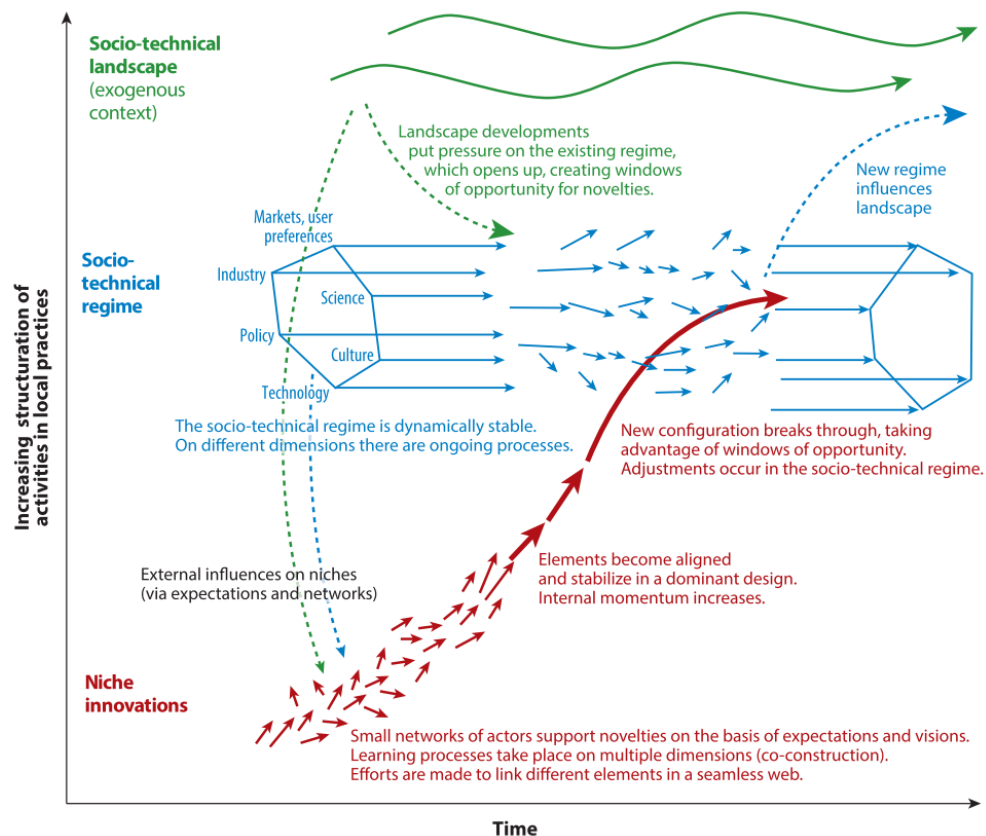 Socio-technical
landscape
(exogenous
context)
Landscape developments
put pressure on the existing regime,
which opens up, creating windows
of opportunity for novelties.
New regime
influences
landscape
Markets, user
preferences
Socio-
technical
regime
Industry
Science
Policy
Culture
Technology
The socio-technical regime is dynamically stable.
On different dimensions there are ongoing processes.
New configuration breaks through, taking
advantage of windows of opportunity.
Adjustments occur in the socio-technical regime.
Increasing structuration of
activities in local practices
External influences on niches
(via expectations and networks)
Elements become aligned
and stabilize in a dominant design.
Internal momentum increases.
Niche
innovations
Small networks of actors support novelties on the basis of expectations and visions.
Learning processes take place on multiple dimensions (co-construction).
Efforts are made to link different elements in a seamless web.
Time